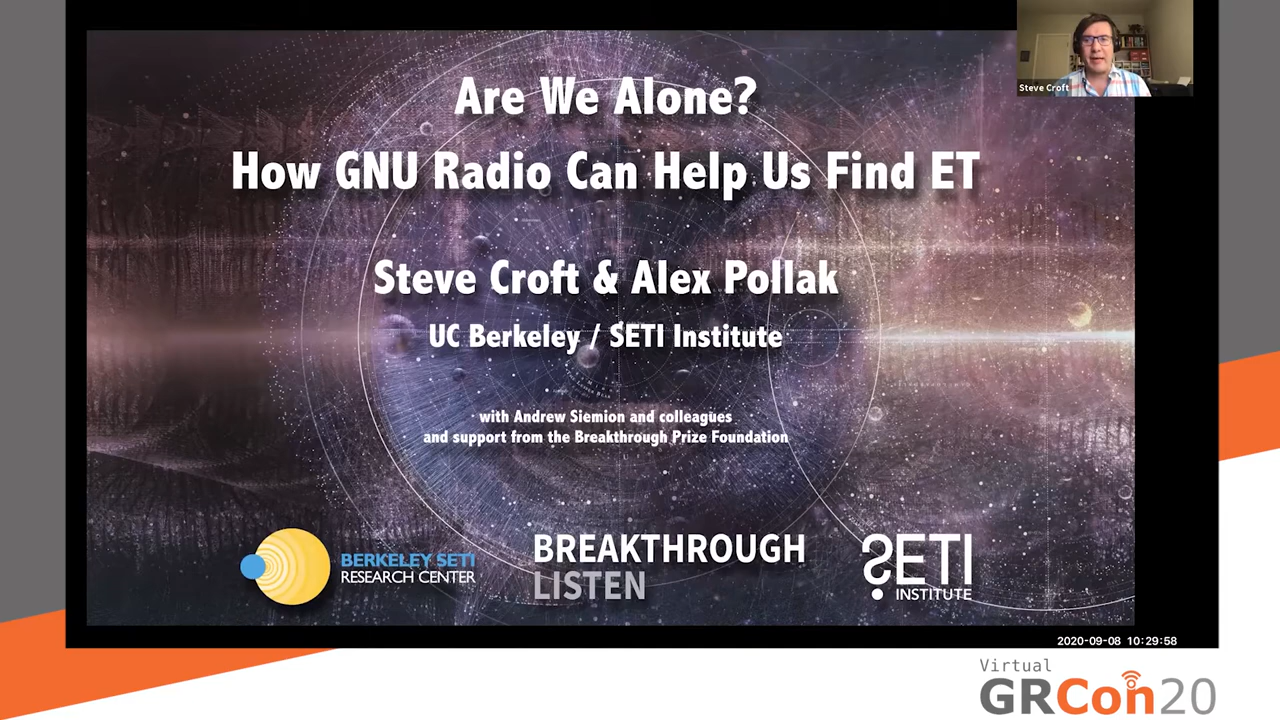 Are We Alone?
How GNU Radio Can Help Us Find ET
Steve Croft
Steve Croft & Alex Pollak
UC Berkeley / SETI Institute
with Andrew Siemion and colleagues
and support from the Breakthrough Prize Foundation
BERKELEY SETI
RESEARCH CENTER
BREAKTHROUGH
LISTEN
SETI
INSTITUTE
2020-09-08 10:29:58
Virtual
GRCon20